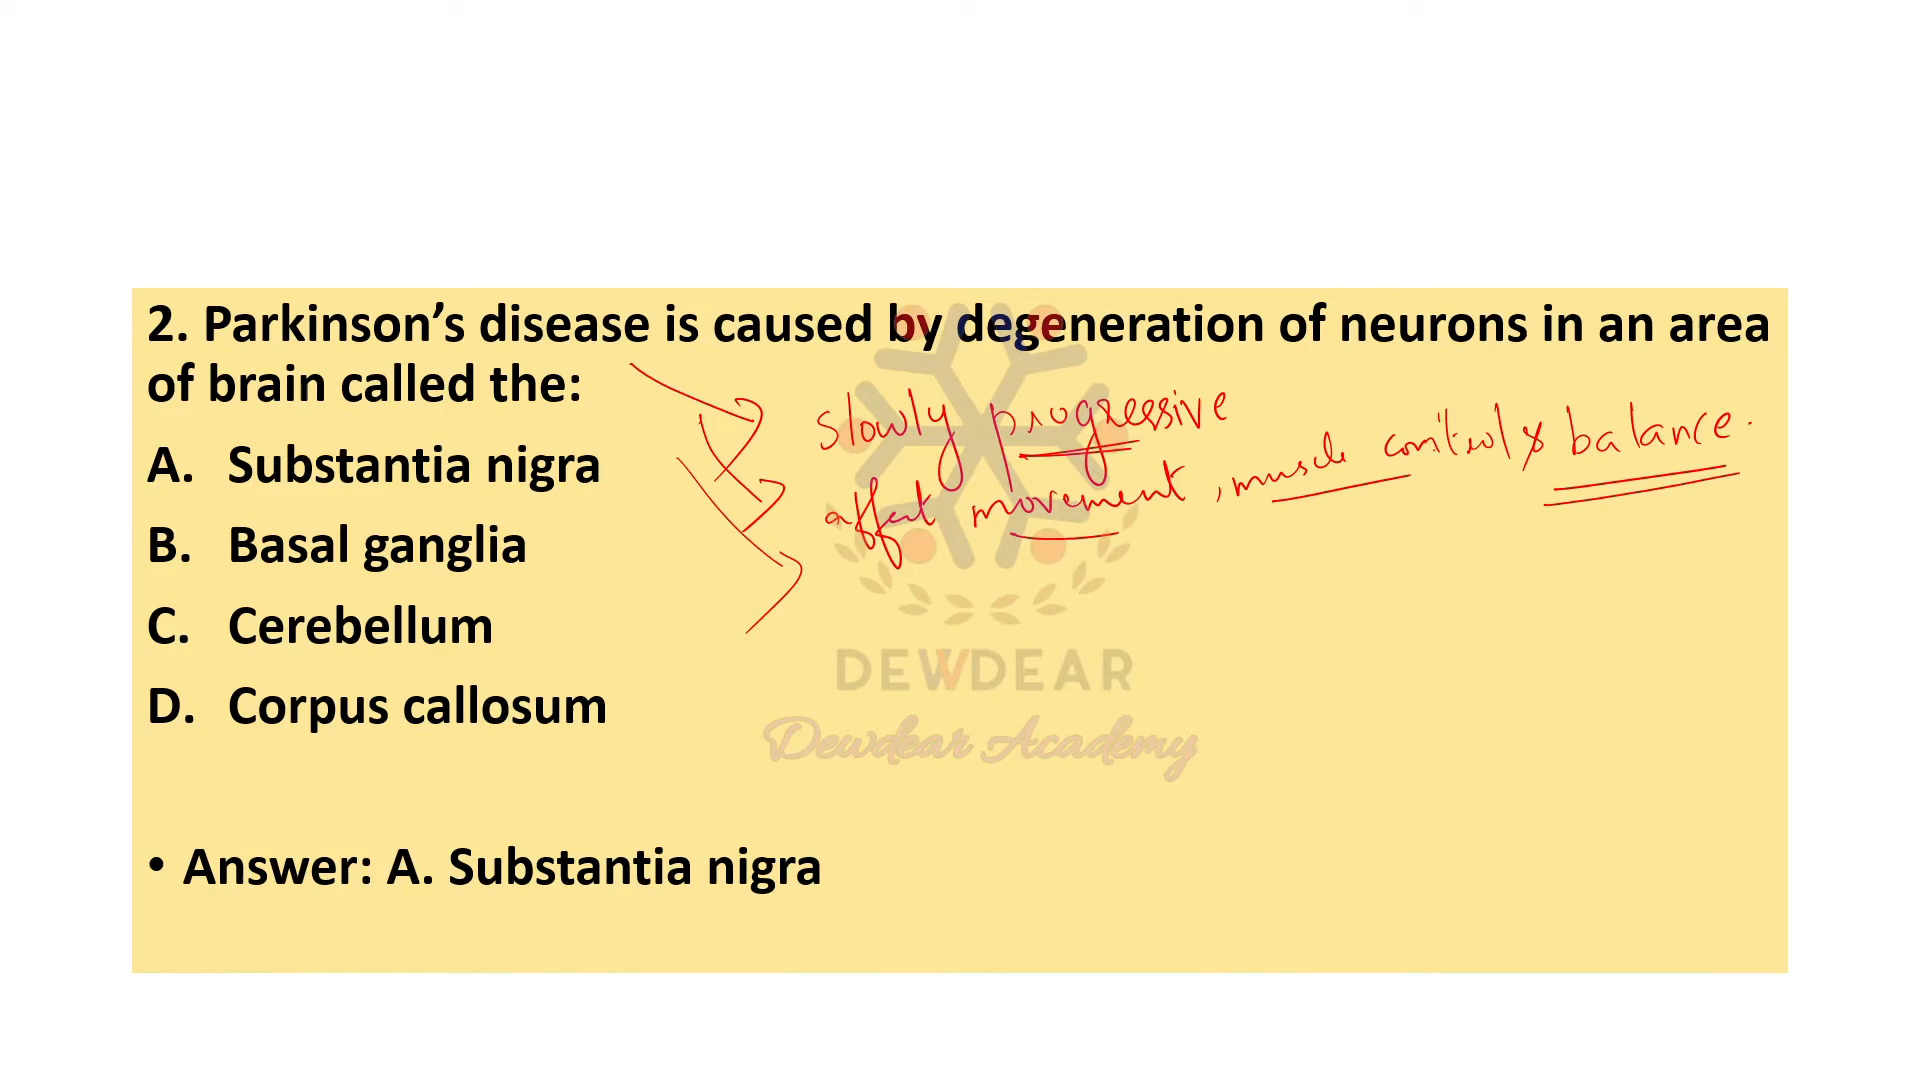 2. Parkinson’s disease is caused by degeneration of neurons in an area
of brain called the:
slowly progressive
affect movement, muscle control & balance.
A. Substantia nigra
B. Basal ganglia
C. Cerebellum
D. Corpus callosum
DEWDEAR
Dewdear Academy
• Answer: A. Substantia nigra